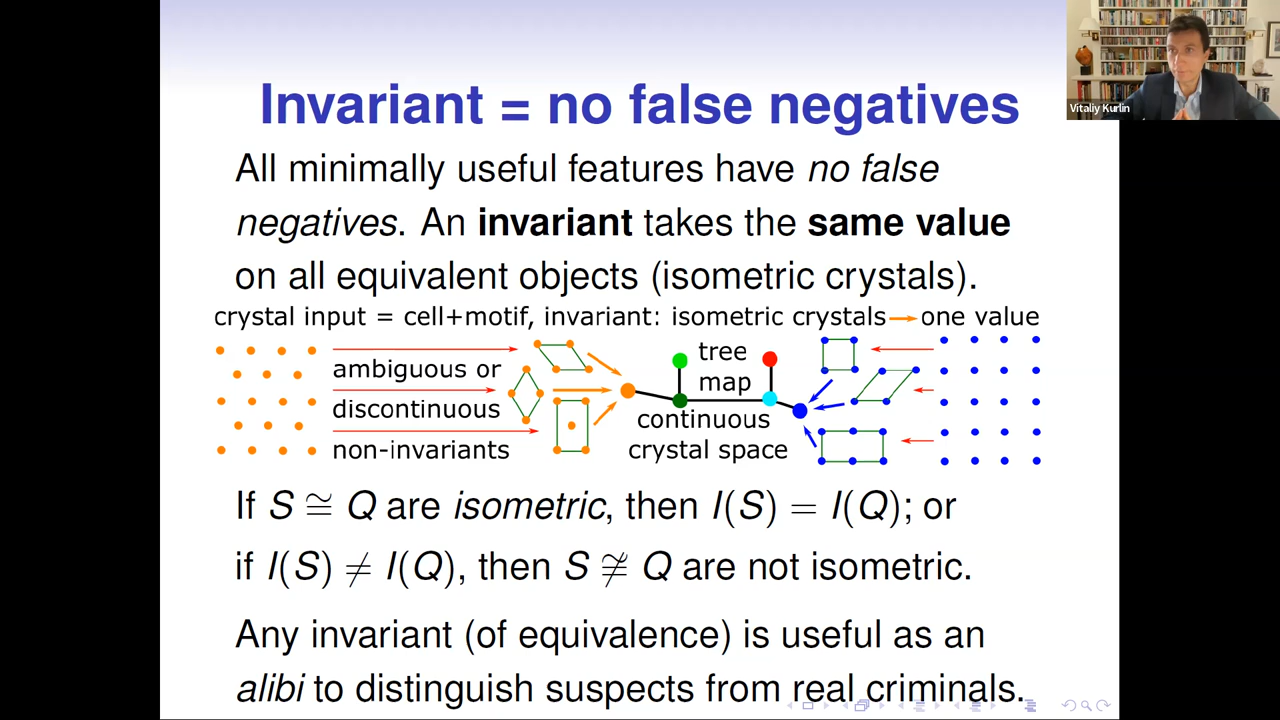 Invariant = no false negatives
Vitaliy Kurlin
All minimally useful features have no false
negatives. An invariant takes the same value
on all equivalent objects (isometric crystals).
crystal input = cell+motif, invariant: isometric crystals → one value
ambiguous or
discontinuous
non-invariants
tree
map
continuous
crystal space
If S ≅ Q are isometric, then I(S) = I(Q); or
if I(S) ≠ I(Q), then S ≇ Q are not isometric.
Any invariant (of equivalence) is useful as an
alibi to distinguish suspects from real criminals.